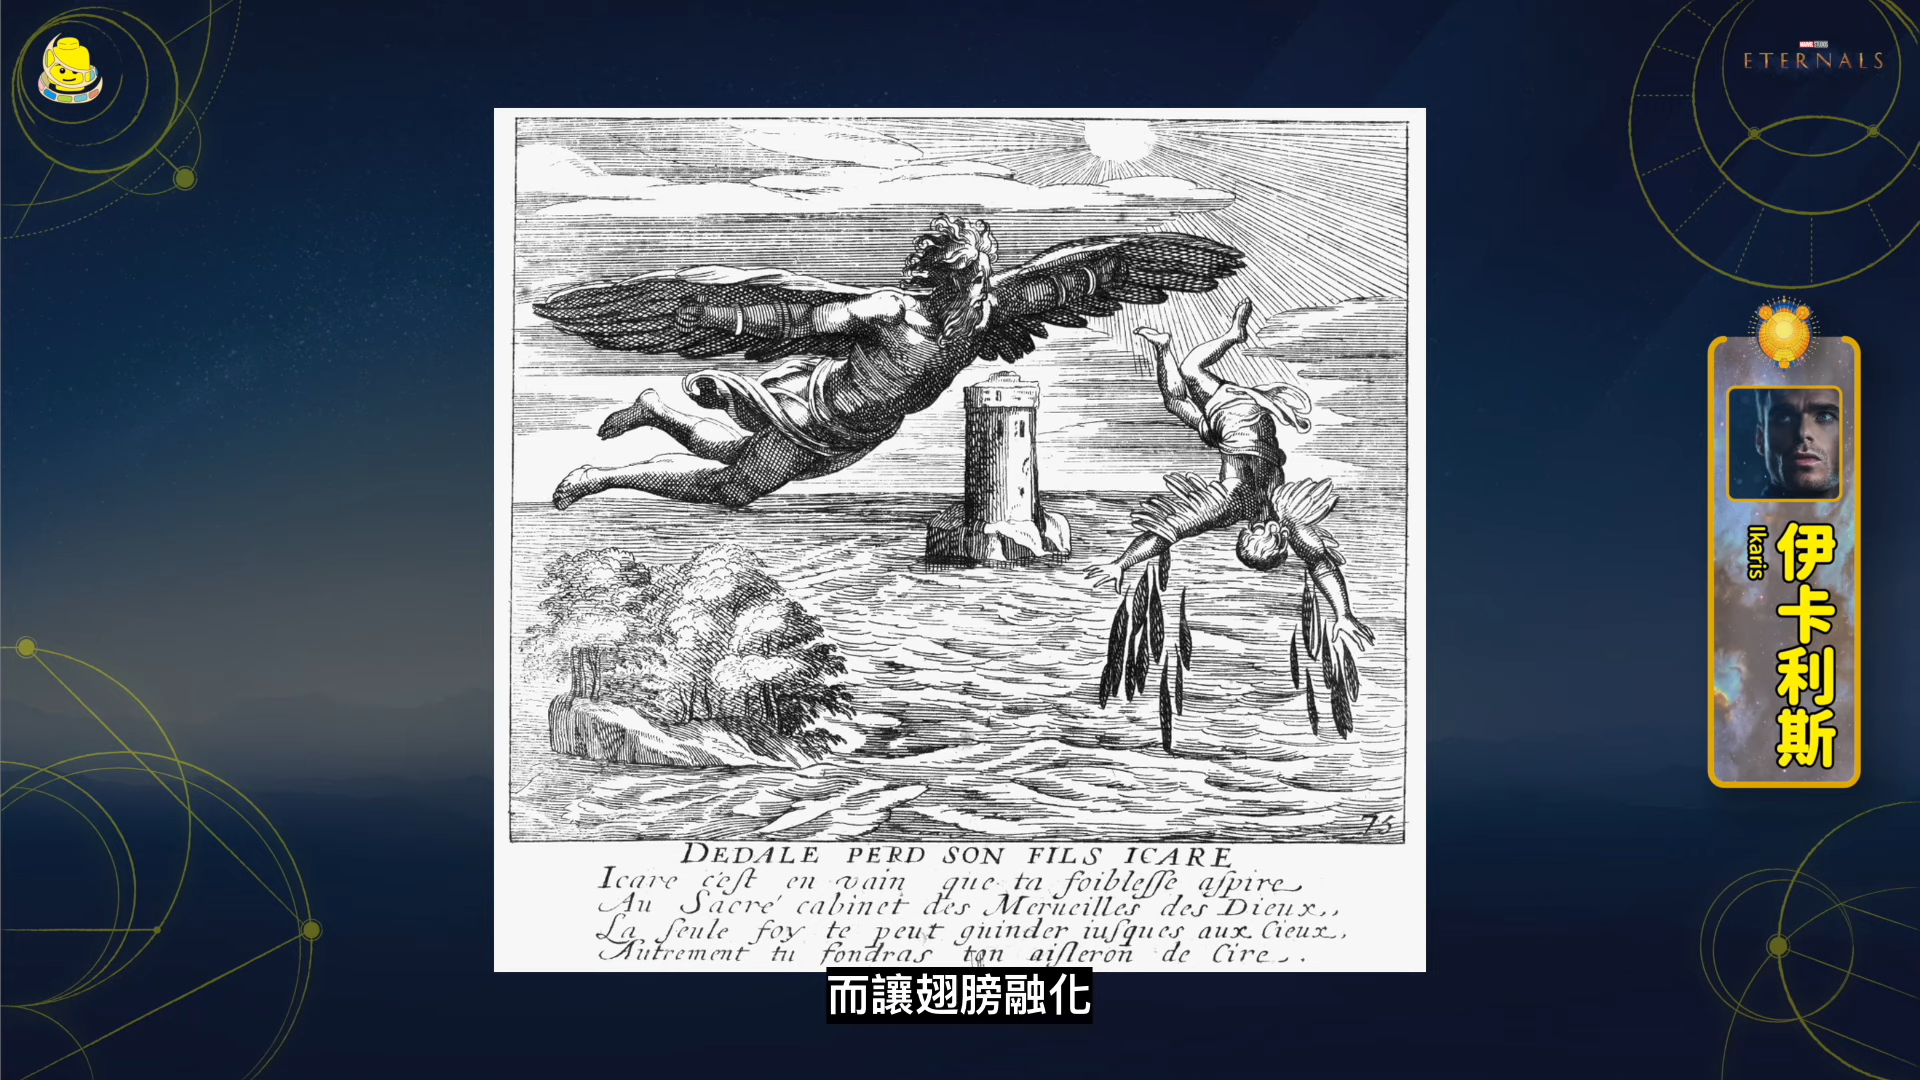 MARVEL STUDIOS
ETERNALS
伊卡利斯
Ikaris
75
DEDALE PERD SON FILS ICARE
Icare c'eſt en vain que ta foibleſſe aſpire
Au Sacré cabinet des Merueilles des Dieux,
La ſeule foy te peut guinder iuſques aux Cieux,
Autrement tu fondras ton aiſleron de Cire.
而讓翅膀融化